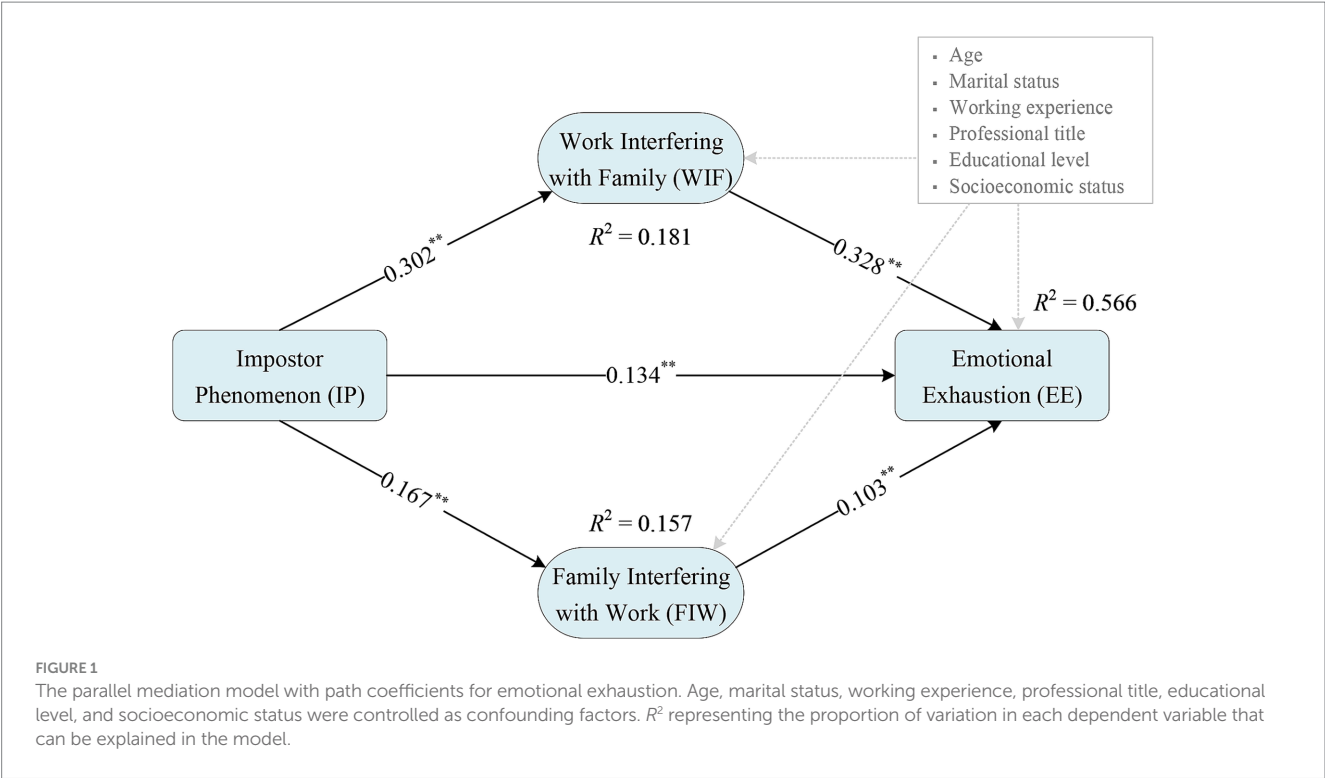 ▪ Age
▪ Marital status
▪ Working experience
▪ Professional title
▪ Educational level
▪ Socioeconomic status
Work Interfering
with Family (WIF)
R² = 0.181
0.302**
0.328**
R² = 0.566
Impostor
Phenomenon (IP)
0.134**
Emotional
Exhaustion (EE)
0.167**
0.103**
R² = 0.157
Family Interfering
with Work (FIW)
FIGURE 1
The parallel mediation model with path coefficients for emotional exhaustion. Age, marital status, working experience, professional title, educational
level, and socioeconomic status were controlled as confounding factors. R² representing the proportion of variation in each dependent variable that
can be explained in the model.